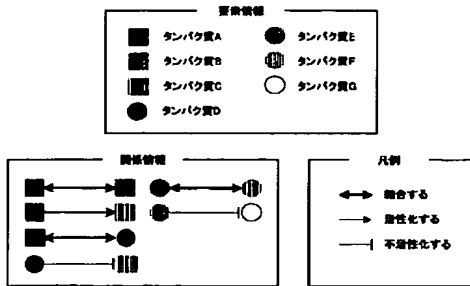 要素情報
タンパク質A
タンパク質B
タンパク質C
タンパク質D
タンパク質E
タンパク質F
タンパク質G
関係情報
凡例
結合する
活性化する
不活性化する